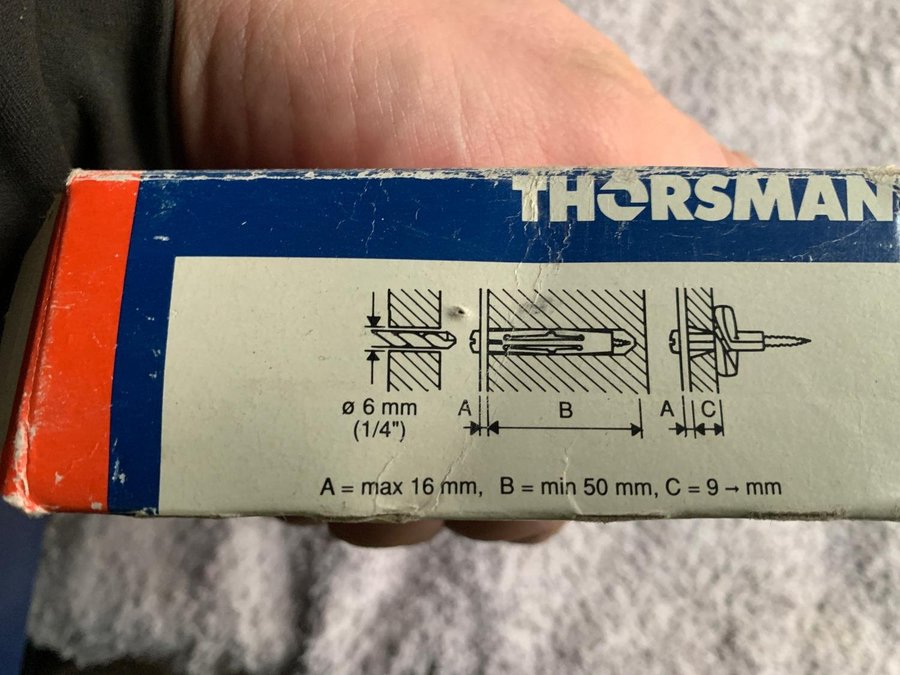 THORSMAN
ø 6 mm
(1/4")
A B A C
A = max 16 mm, B = min 50 mm, C = 9 → mm